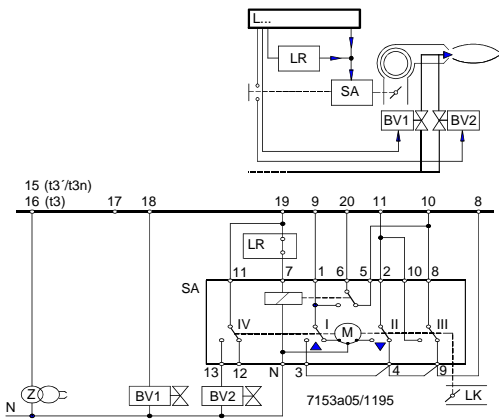 L...
LR
SA
BV1
BV2
15 (t3´/t3n)
16 (t3)
17
18
19
9
20
11
10
8
LR
11
7
1
6
5
2
10
8
SA
IV
I
M
II
III
13
12
N
3
4
9
Z
BV1
BV2
LK
N
7153a05/1195